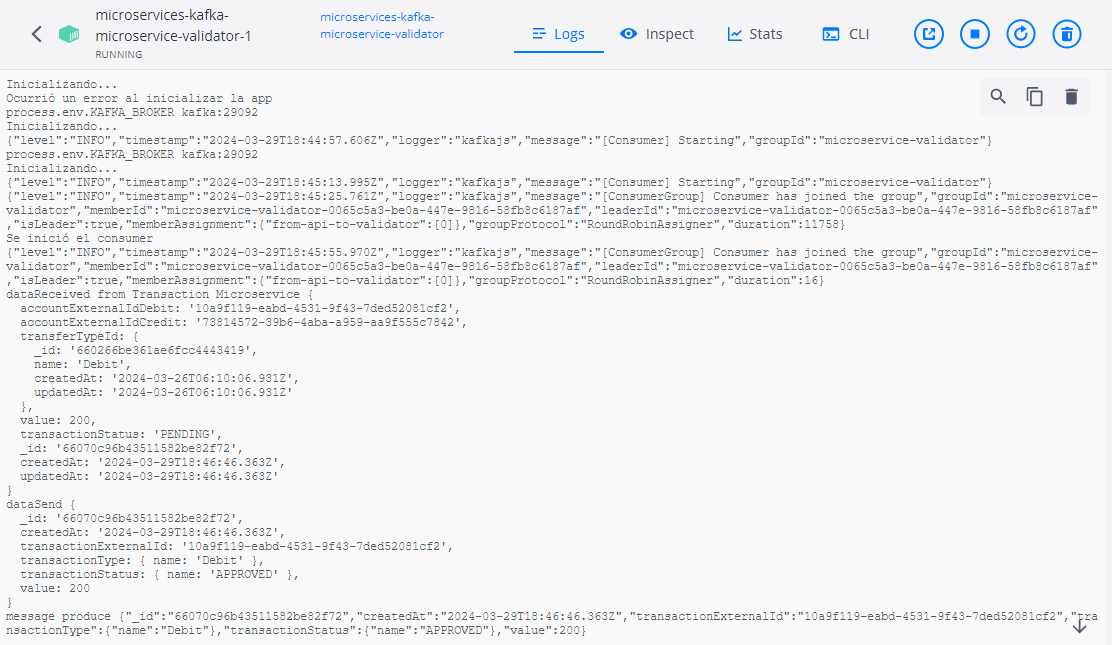 microservices-kafka-
microservice-validator-1
RUNNING
microservices-kafka-
microservice-validator
Logs
Inspect
Stats
CLI
Inicializando...
Ocurrió un error al inicializar la app
process.env.KAFKA_BROKER kafka:29092
Inicializando...
{"level":"INFO","timestamp":"2024-03-29T18:44:57.606Z","logger":"kafkajs","message":"[Consumer] Starting","groupId":"microservice-validator"}
process.env.KAFKA_BROKER kafka:29092
Inicializando...
{"level":"INFO","timestamp":"2024-03-29T18:45:13.995Z","logger":"kafkajs","message":"[Consumer] Starting","groupId":"microservice-validator"}
{"level":"INFO","timestamp":"2024-03-29T18:45:25.761Z","logger":"kafkajs","message":"[ConsumerGroup] Consumer has joined the group","groupId":"microservice-
validator","memberId":"microservice-validator-0065c5a3-be0a-447e-9816-58fb8c6187af","leaderId":"microservice-validator-0065c5a3-be0a-447e-9816-58fb8c6187af"
,"isLeader":true,"memberAssignment":{"from-api-to-validator":[0]},"groupProtocol":"RoundRobinAssigner","duration":11758}
Se inició el consumer
{"level":"INFO","timestamp":"2024-03-29T18:45:55.970Z","logger":"kafkajs","message":"[ConsumerGroup] Consumer has joined the group","groupId":"microservice-
validator","memberId":"microservice-validator-0065c5a3-be0a-447e-9816-58fb8c6187af","leaderId":"microservice-validator-0065c5a3-be0a-447e-9816-58fb8c6187af"
,"isLeader":true,"memberAssignment":{"from-api-to-validator":[0]},"groupProtocol":"RoundRobinAssigner","duration":16}
dataReceived from Transaction Microservice {
  accountExternalIdDebit: '10a9f119-eabd-4531-9f43-7ded52081cf2',
  accountExternalIdCredit: '73814572-39b6-4aba-a959-aa9f555c7842',
  transferTypeId: {
    _id: '660266be361ae6fcc4443419',
    name: 'Debit',
    createdAt: '2024-03-26T06:10:06.931Z',
    updatedAt: '2024-03-26T06:10:06.931Z'
  },
  value: 200,
  transactionStatus: 'PENDING',
  _id: '66070c96b43511582be82f72',
  createdAt: '2024-03-29T18:46:46.363Z',
  updatedAt: '2024-03-29T18:46:46.363Z'
}
dataSend {
  _id: '66070c96b43511582be82f72',
  createdAt: '2024-03-29T18:46:46.363Z',
  transactionExternalId: '10a9f119-eabd-4531-9f43-7ded52081cf2',
  transactionType: { name: 'Debit' },
  transactionStatus: { name: 'APPROVED' },
  value: 200
}
message produce {"_id":"66070c96b43511582be82f72","createdAt":"2024-03-29T18:46:46.363Z","transactionExternalId":"10a9f119-eabd-4531-9f43-7ded52081cf2","tra
nsactionType":{"name":"Debit"},"transactionStatus":{"name":"APPROVED"},"value":200}